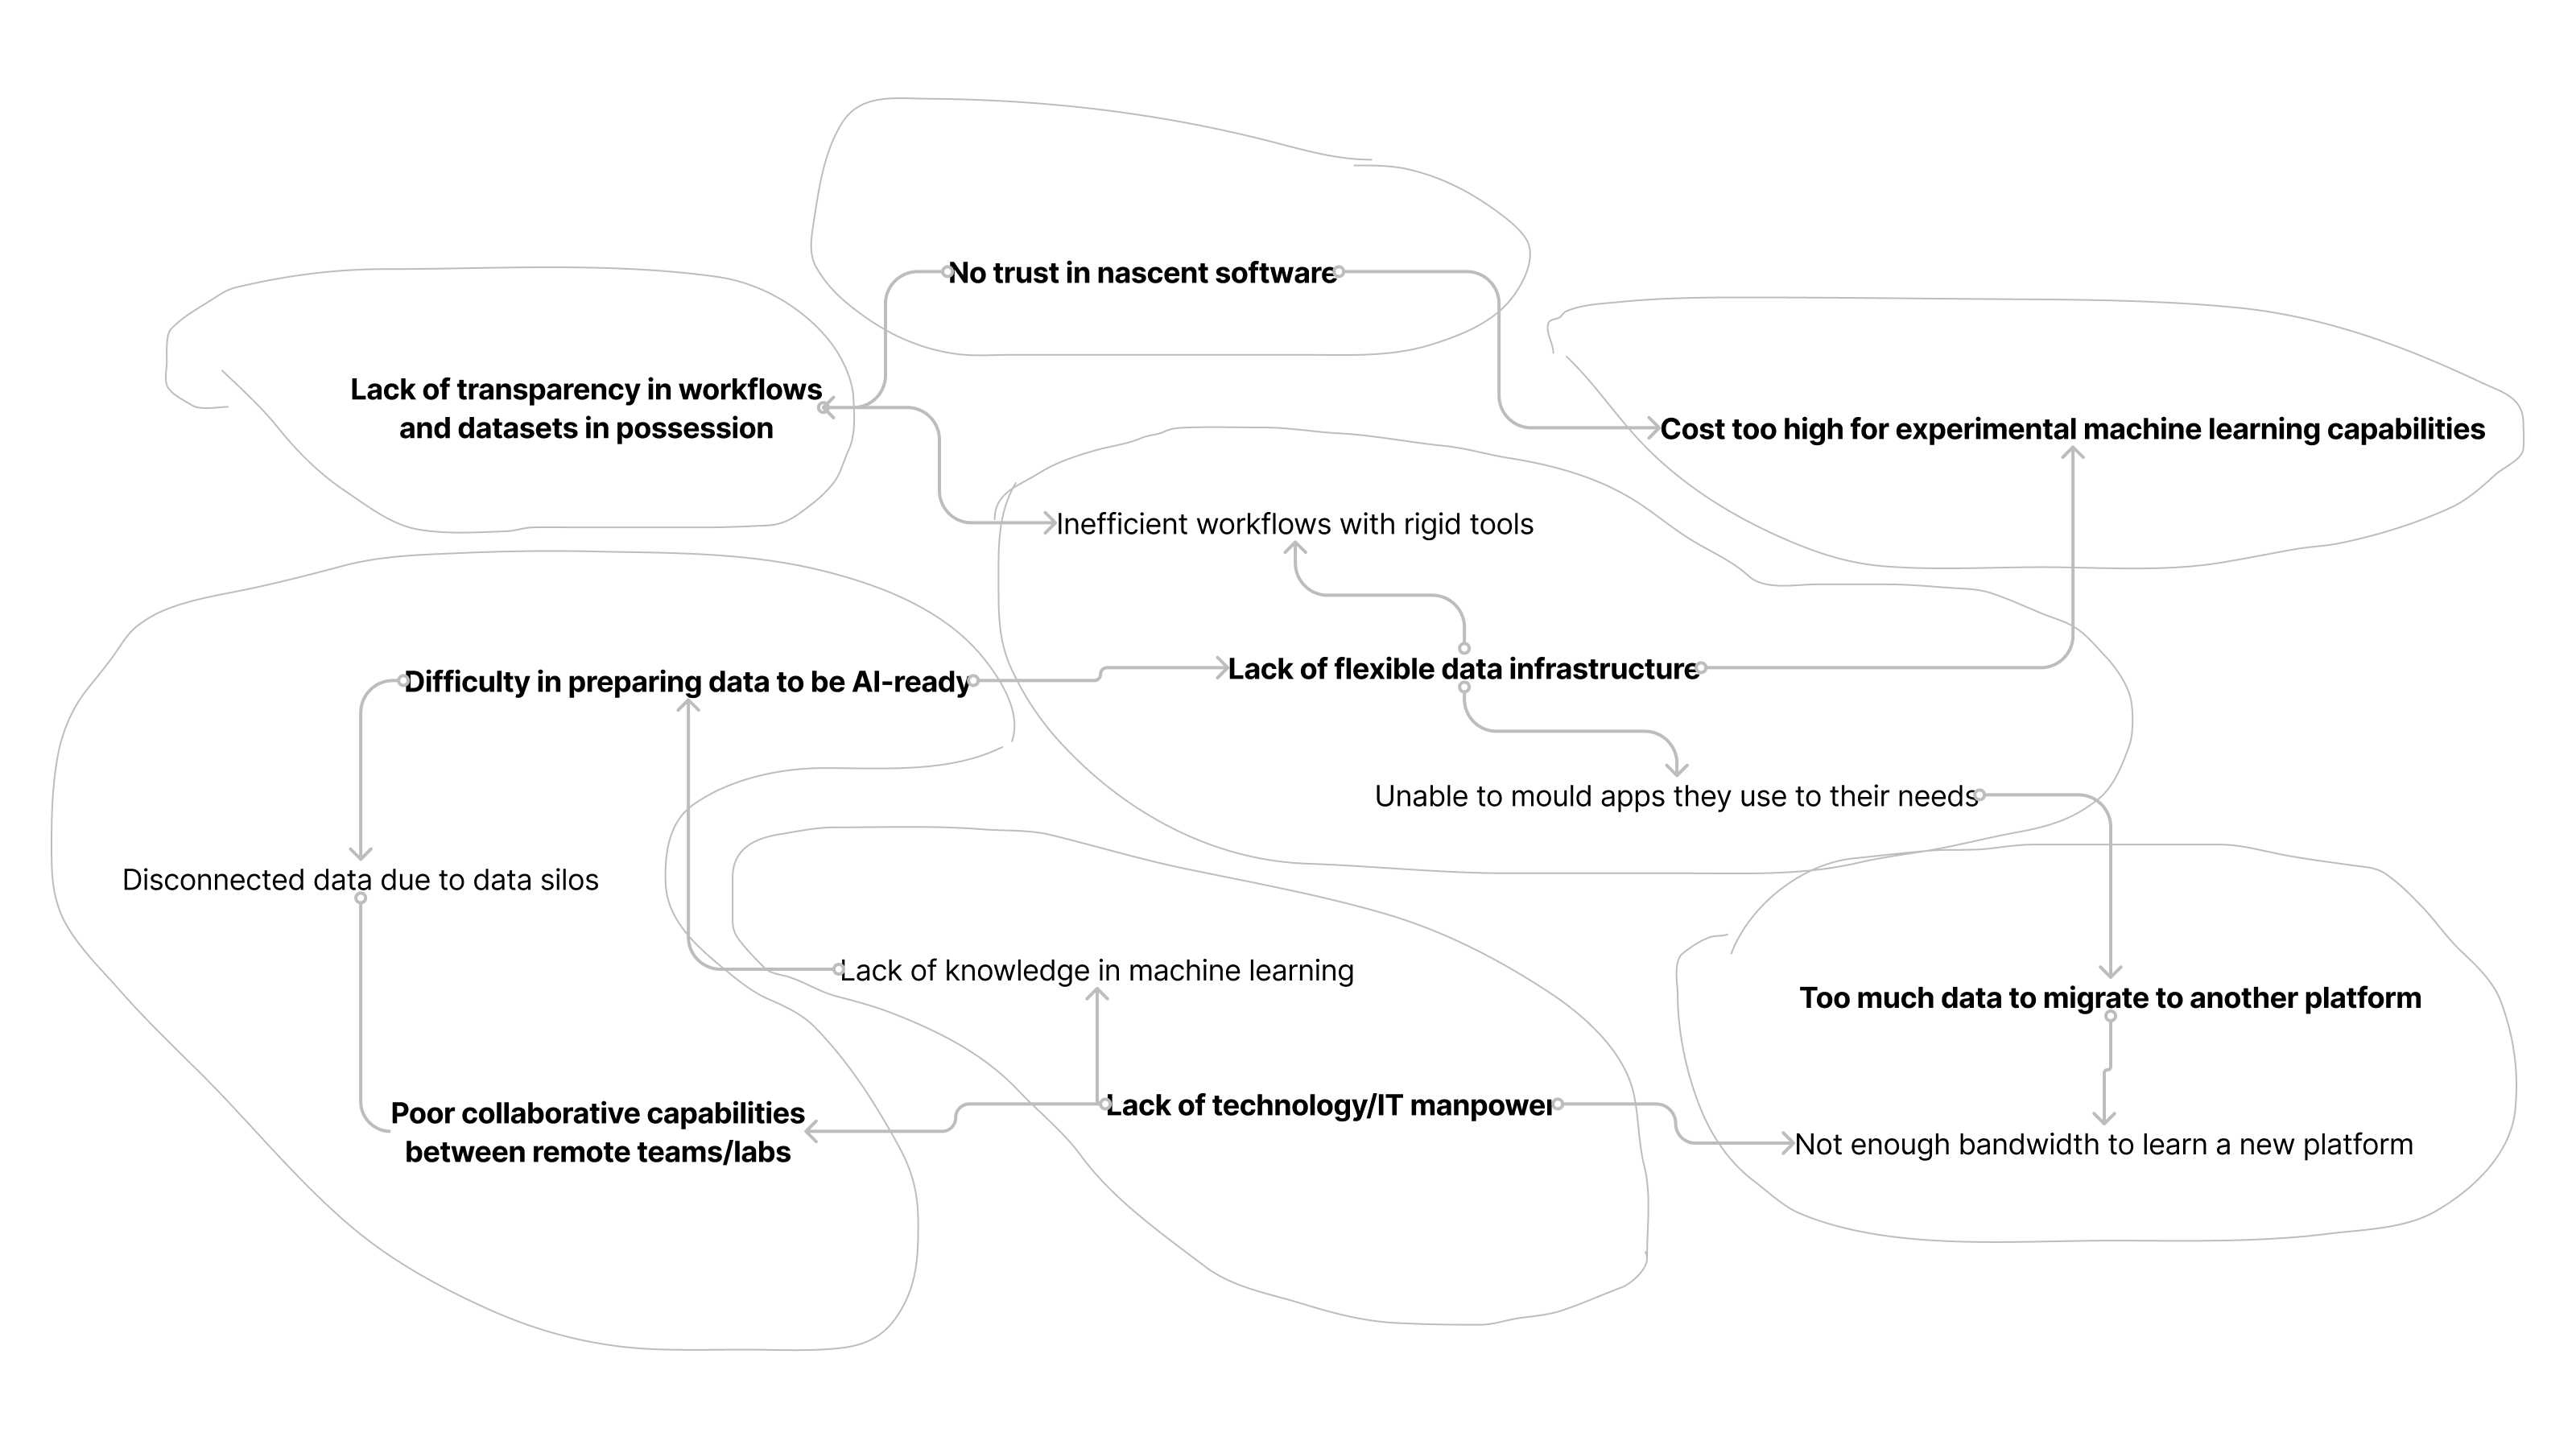 No trust in nascent software
Lack of transparency in workflows
and datasets in possession
Cost too high for experimental machine learning capabilities
Inefficient workflows with rigid tools
Difficulty in preparing data to be AI-ready
Lack of flexible data infrastructure
Unable to mould apps they use to their needs
Disconnected data due to data silos
Lack of knowledge in machine learning
Too much data to migrate to another platform
Poor collaborative capabilities
between remote teams/labs
Lack of technology/IT manpower
Not enough bandwidth to learn a new platform